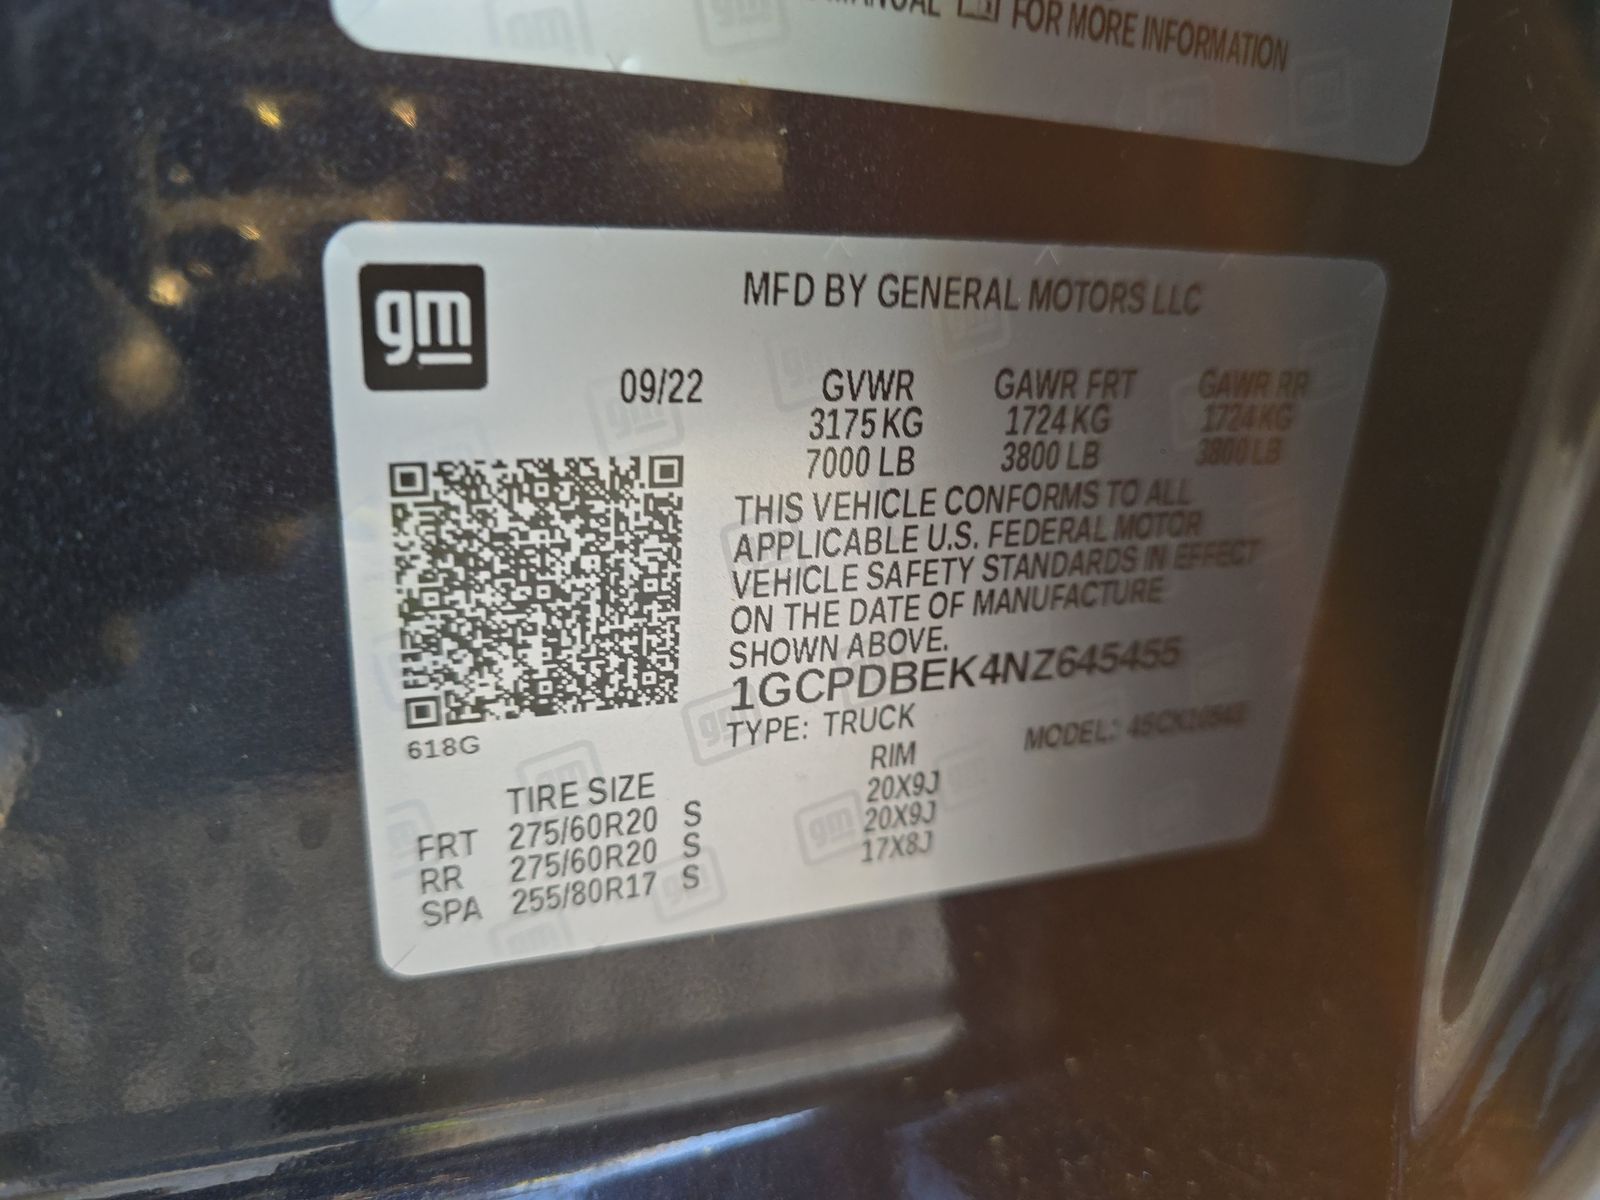 MANUAL FOR MORE INFORMATION
gm
MFD BY GENERAL MOTORS LLC
09/22 GVWR GAWR FRT GAWR RR
3175 KG 1724 KG 1724 KG
7000 LB 3800 LB 3800 LB
THIS VEHICLE CONFORMS TO ALL
APPLICABLE U.S. FEDERAL MOTOR
VEHICLE SAFETY STANDARDS IN EFFECT
ON THE DATE OF MANUFACTURE
SHOWN ABOVE.
1GCPDBEK4NZ645455
TYPE: TRUCK MODEL:
618G
TIRE SIZE RIM
FRT 275/60R20 S 20X9J
RR 275/60R20 S 20X9J
SPA 255/80R17 S 17X8J